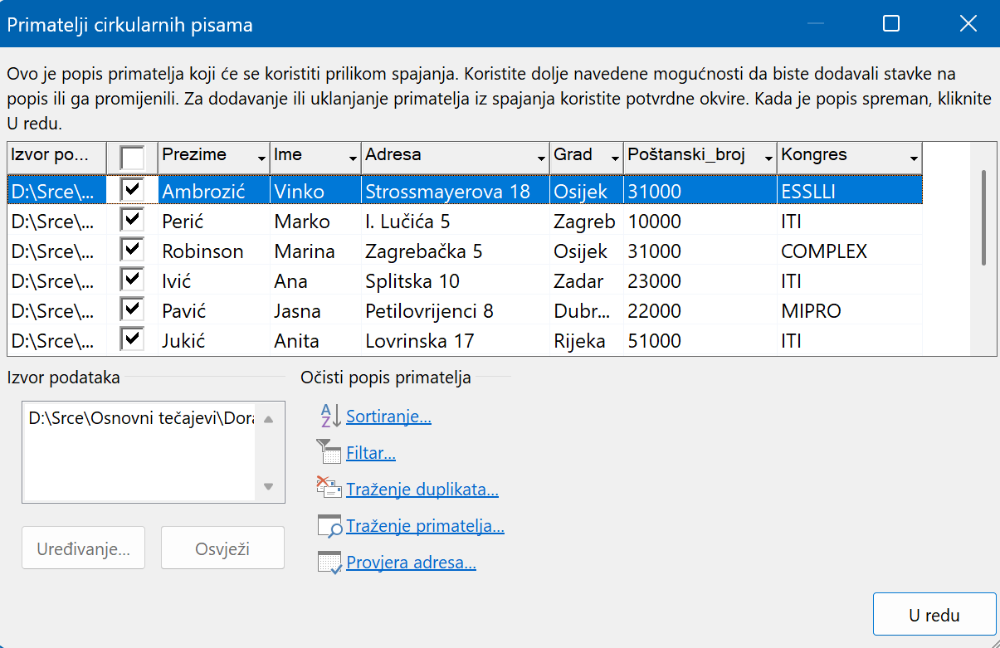 Primatelji cirkularnih pisama
Ovo je popis primatelja koji će se koristiti prilikom spajanja. Koristite dolje navedene mogućnosti da biste dodavali stavke na
popis ili ga promijenili. Za dodavanje ili uklanjanje primatelja iz spajanja koristite potvrdne okvire. Kada je popis spreman, kliknite
U redu.
Izvor po... Prezime Ime Adresa Grad Poštanski_broj Kongres
D:\Srce\... Ambrozić Vinko Strossmayerova 18 Osijek 31000 ESSLLI
D:\Srce\... Perić Marko I. Lučića 5 Zagreb 10000 ITI
D:\Srce\... Robinson Marina Zagrebačka 5 Osijek 31000 COMPLEX
D:\Srce\... Ivić Ana Splitska 10 Zadar 23000 ITI
D:\Srce\... Pavić Jasna Petilovrijenci 8 Dubr... 22000 MIPRO
D:\Srce\... Jukić Anita Lovrinska 17 Rijeka 51000 ITI
Izvor podataka
D:\Srce\Osnovni tečajevi\Dora
Uređivanje... Osvježi
Očisti popis primatelja
Sortiranje...
Filtar...
Traženje duplikata...
Traženje primatelja...
Provjera adresa...
U redu